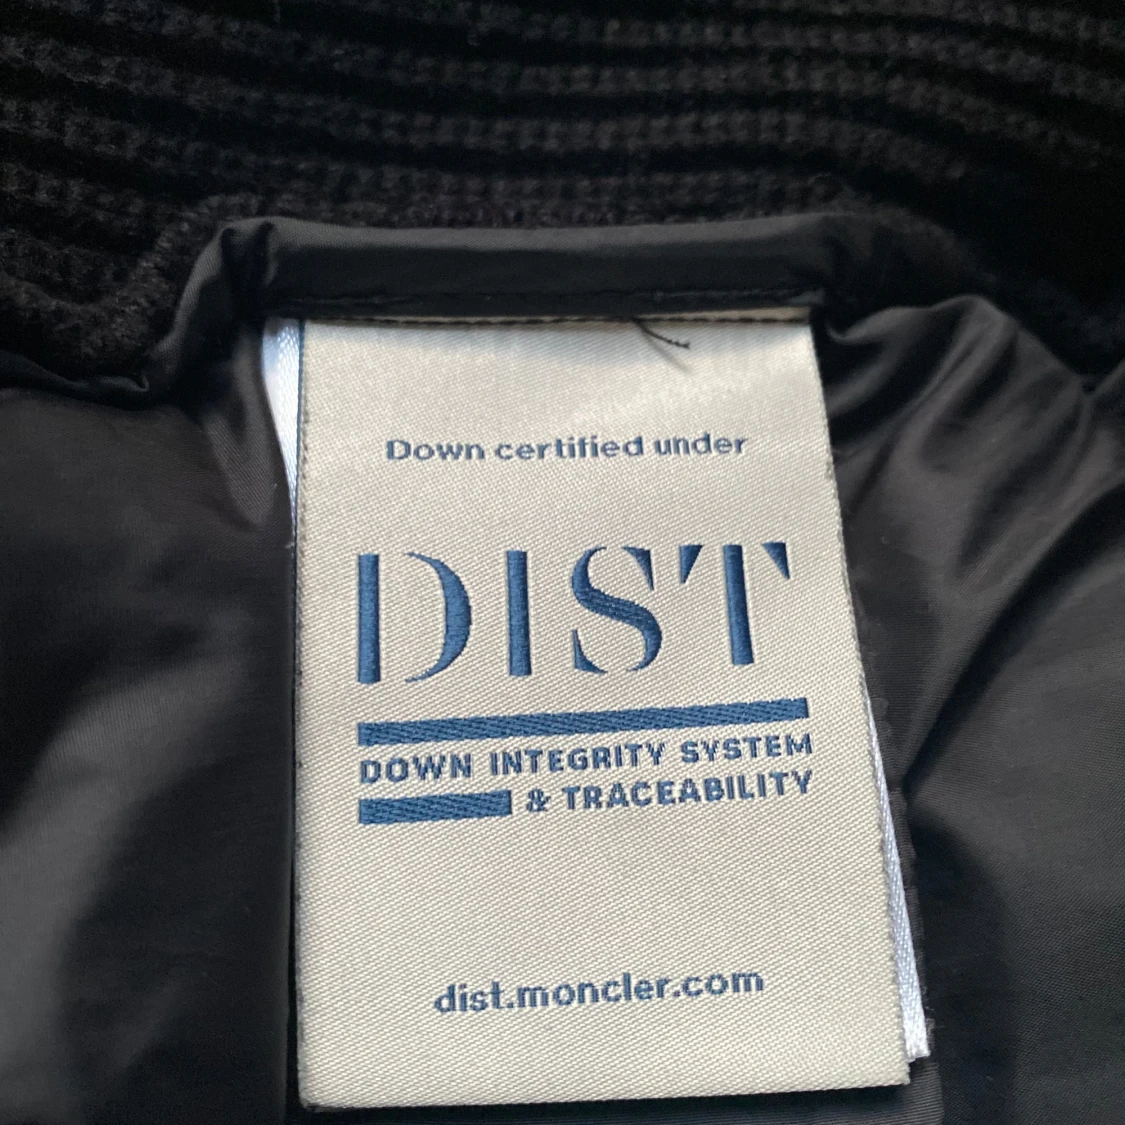 Down certified under
DIST
DOWN INTEGRITY SYSTEM
& TRACEABILITY
dist.moncler.com